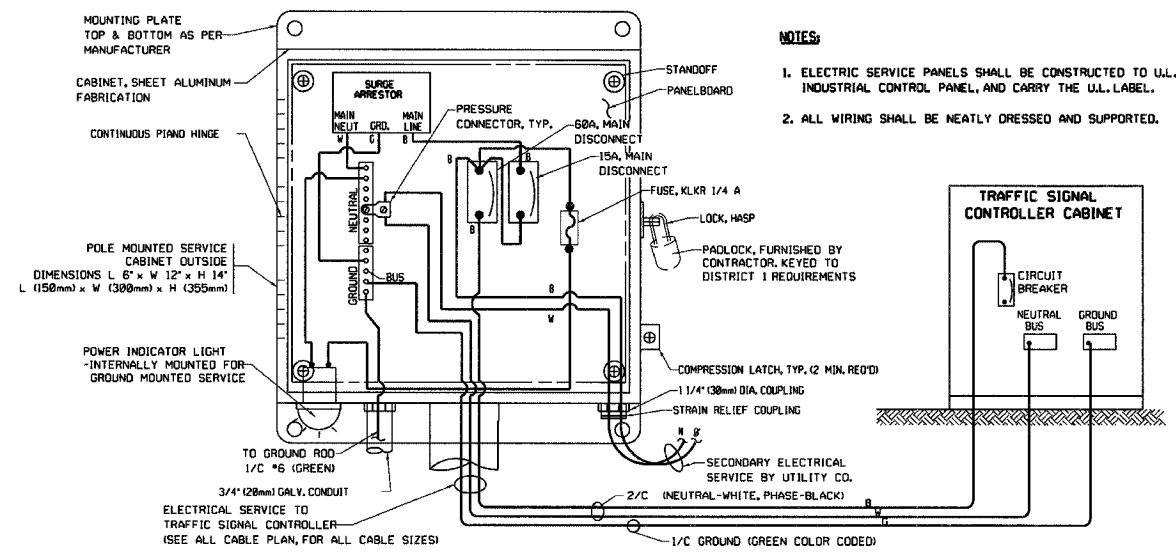 MOUNTING PLATE
TOP & BOTTOM AS PER
MANUFACTURER
CABINET, SHEET ALUMINUM
FABRICATION
CONTINUOUS PIANO HINGE
POLE MOUNTED SERVICE
CABINET OUTSIDE
DIMENSIONS L 6" x W 12" x H 14"
L (150mm) x W (300mm) x H (355mm)
POWER INDICATOR LIGHT
-INTERNALLY MOUNTED FOR
GROUND MOUNTED SERVICE
TO GROUND ROD
1/C #6 (GREEN)
3/4" (20mm) GALV. CONDUIT
ELECTRICAL SERVICE TO
TRAFFIC SIGNAL CONTROLLER
(SEE ALL CABLE PLAN, FOR ALL CABLE SIZES)
SURGE
ARRESTOR
MAIN
NEUT
GRD.
MAIN
LINE
W
G
B
PRESSURE
CONNECTOR, TYP.
NEUTRAL
GROUND
BUS
B
B
B
B
W
STANDOFF
PANELBOARD
60A, MAIN
DISCONNECT
15A, MAIN
DISCONNECT
FUSE, KLKR 1/4 A
LOCK, HASP
PADLOCK, FURNISHED BY
CONTRACTOR. KEYED TO
DISTRICT 1 REQUIREMENTS
COMPRESSION LATCH, TYP. (2 MIN. REQ'D)
1 1/4" (30mm) DIA. COUPLING
STRAIN RELIEF COUPLING
N B
SECONDARY ELECTRICAL
SERVICE BY UTILITY CO.
2/C (NEUTRAL-WHITE, PHASE-BLACK)
B
W
G
1/C GROUND (GREEN COLOR CODED)
NOTES:
1. ELECTRIC SERVICE PANELS SHALL BE CONSTRUCTED TO U.L.
INDUSTRIAL CONTROL PANEL, AND CARRY THE U.L. LABEL.
2. ALL WIRING SHALL BE NEATLY DRESSED AND SUPPORTED.
TRAFFIC SIGNAL
CONTROLLER CABINET
CIRCUIT
BREAKER
NEUTRAL
BUS
GROUND
BUS